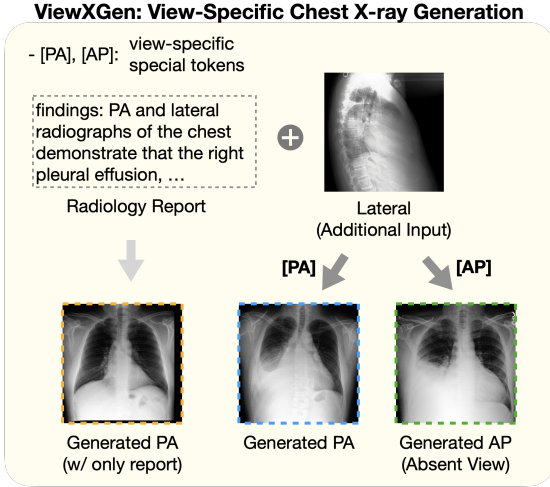 ViewXGen: View-Specific Chest X-ray Generation
- [PA], [AP]: view-specific
special tokens
findings: PA and lateral
radiographs of the chest
demonstrate that the right
pleural effusion, ...
Radiology Report
+
Lateral
(Additional Input)
[PA]
[AP]
Generated PA
(w/ only report)
Generated PA
Generated AP
(Absent View)